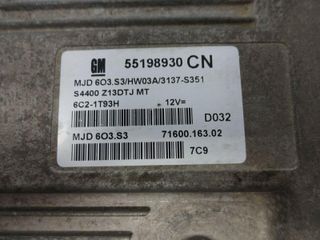 GM 55198930 CN
MJD 6O3.S3/HW03A/3137-S351
S4400 Z13DTJ MT
6C2-1T93H . 12V=
D032
MJD 6O3.S3 71600.163.02
7C9